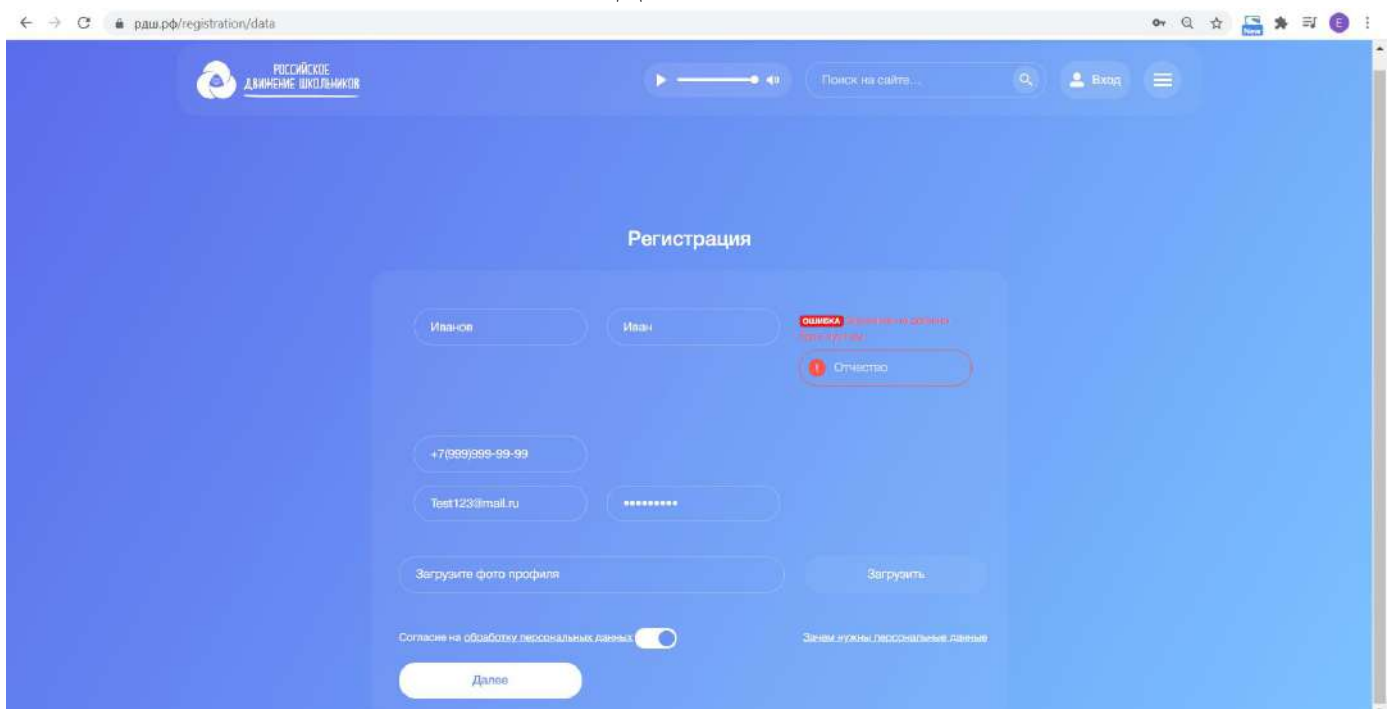 рдш.рф/registration/data
New
E
РОССИЙСКОЕ
ДВИЖЕНИЕ ШКОЛЬНИКОВ
Поиск на сайте...
Вход
Регистрация
Иванов
Иван
ОШИБКА
Отчество
+7(999)999-99-99
Test123@mail.ru
•••••••••
Загрузите фото профиля
Загрузить
Согласие на обработку персональных данных
Зачем нужны персональные данные
Далее